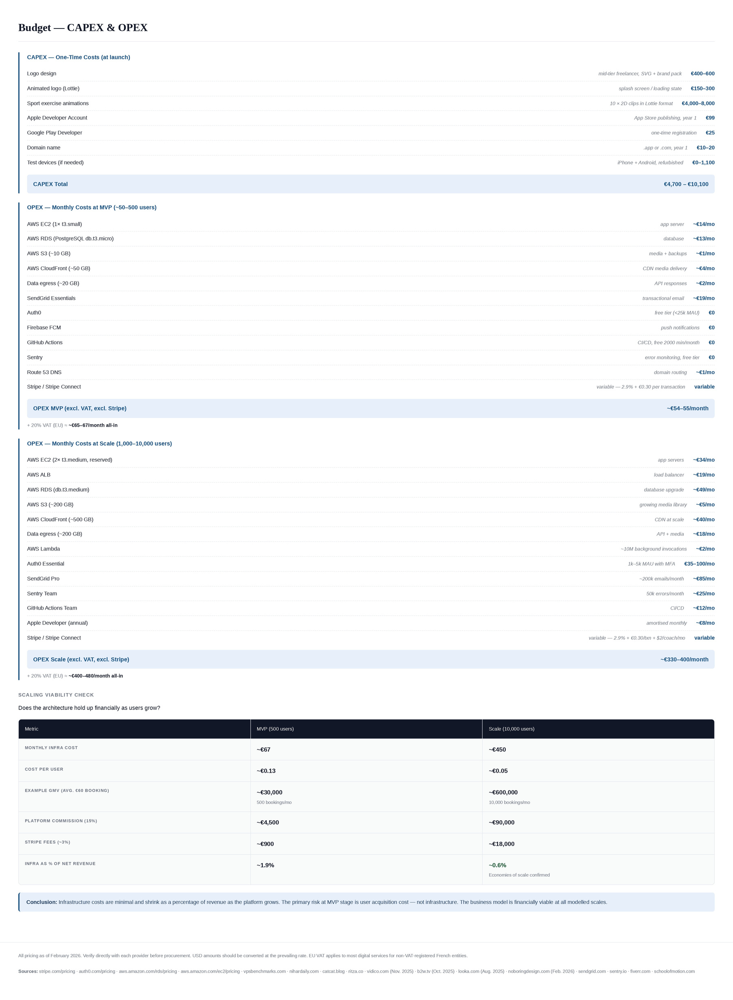 Budget — CAPEX & OPEX
CAPEX — One-Time Costs (at launch)
Logo design mid-tier freelancer, SVG + brand pack €400–600
Animated logo (Lottie) splash screen / loading state €150–300
Sport exercise animations 10 × 2D clips in Lottie format €4,000–8,000
Apple Developer Account App Store publishing, year 1 €99
Google Play Developer one-time registration €25
Domain name .app or .com, year 1 €10–20
Test devices (if needed) iPhone + Android, refurbished €0–1,100
CAPEX Total €4,700 – €10,100
OPEX — Monthly Costs at MVP (~50–500 users)
AWS EC2 (1× t3.small) app server ~€14/mo
AWS RDS (PostgreSQL db.t3.micro) database ~€13/mo
AWS S3 (~10 GB) media + backups ~€1/mo
AWS CloudFront (~50 GB) CDN media delivery ~€4/mo
Data egress (~20 GB) API responses ~€2/mo
SendGrid Essentials transactional email ~€19/mo
Auth0 free tier (<25k MAU) €0
Firebase FCM push notifications €0
GitHub Actions CI/CD, free 2000 min/month €0
Sentry error monitoring, free tier €0
Route 53 DNS domain routing ~€1/mo
Stripe / Stripe Connect variable — 2.9% + €0.30 per transaction variable
OPEX MVP (excl. VAT, excl. Stripe) ~€54–55/month
+ 20% VAT (EU) ≈ ~€65–67/month all-in
OPEX — Monthly Costs at Scale (1,000–10,000 users)
AWS EC2 (2× t3.medium, reserved) app servers ~€34/mo
AWS ALB load balancer ~€19/mo
AWS RDS (db.t3.medium) database upgrade ~€49/mo
AWS S3 (~200 GB) growing media library ~€5/mo
AWS CloudFront (~500 GB) CDN at scale ~€40/mo
Data egress (~200 GB) API + media ~€18/mo
AWS Lambda ~10M background invocations ~€2/mo
Auth0 Essential 1k–5k MAU with MFA €35–100/mo
SendGrid Pro ~200k emails/month ~€85/mo
Sentry Team 50k errors/month ~€25/mo
GitHub Actions Team CI/CD ~€12/mo
Apple Developer (annual) amortised monthly ~€8/mo
Stripe / Stripe Connect variable — 2.9% + €0.30/txn + $2/coach/mo variable
OPEX Scale (excl. VAT, excl. Stripe) ~€330–400/month
+ 20% VAT (EU) ≈ ~€400–480/month all-in
SCALING VIABILITY CHECK
Does the architecture hold up financially as users grow?
Metric MVP (500 users) Scale (10,000 users)
MONTHLY INFRA COST ~€67 ~€450
COST PER USER ~€0.13 ~€0.05
EXAMPLE GMV (AVG. €60 BOOKING) ~€30,000 ~€600,000
500 bookings/mo 10,000 bookings/mo
PLATFORM COMMISSION (15%) ~€4,500 ~€90,000
STRIPE FEES (~3%) ~€900 ~€18,000
INFRA AS % OF NET REVENUE ~1.9% ~0.6%
Economies of scale confirmed
Conclusion: Infrastructure costs are minimal and shrink as a percentage of revenue as the platform grows. The primary risk at MVP stage is user acquisition cost — not infrastructure. The business model is financially viable at all modelled scales.
All pricing as of February 2026. Verify directly with each provider before procurement. USD amounts should be converted at the prevailing rate. EU VAT applies to most digital services for non-VAT-registered French entities.
Sources: stripe.com/pricing · auth0.com/pricing · aws.amazon.com/rds/pricing · aws.amazon.com/ec2/pricing · vpsbenchmarks.com · nihardaily.com · catcat.blog · ritza.co · vidico.com (Nov. 2025) · b2w.tv (Oct. 2025) · looka.com (Aug. 2025) · noboringdesign.com (Feb. 2026) · sendgrid.com · sentry.io · fiverr.com · schoolofmotion.com